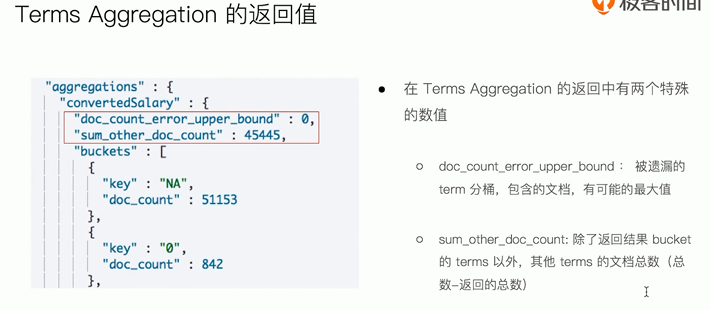 极客时间
Terms Aggregation 的返回值
"aggregations" : {
"convertedSalary" : {
"doc_count_error_upper_bound" : 0,
"sum_other_doc_count" : 45445,
"buckets" : [
{
"key" : "NA",
"doc_count" : 51153
},
{
"key" : "0",
"doc_count" : 842
},
在 Terms Aggregation 的返回中有两个特殊
的数值
doc_count_error_upper_bound ： 被遗漏的
term 分桶，包含的文档，有可能的最大值
sum_other_doc_count: 除了返回结果 bucket
的 terms 以外，其他 terms 的文档总数（总
数-返回的总数）